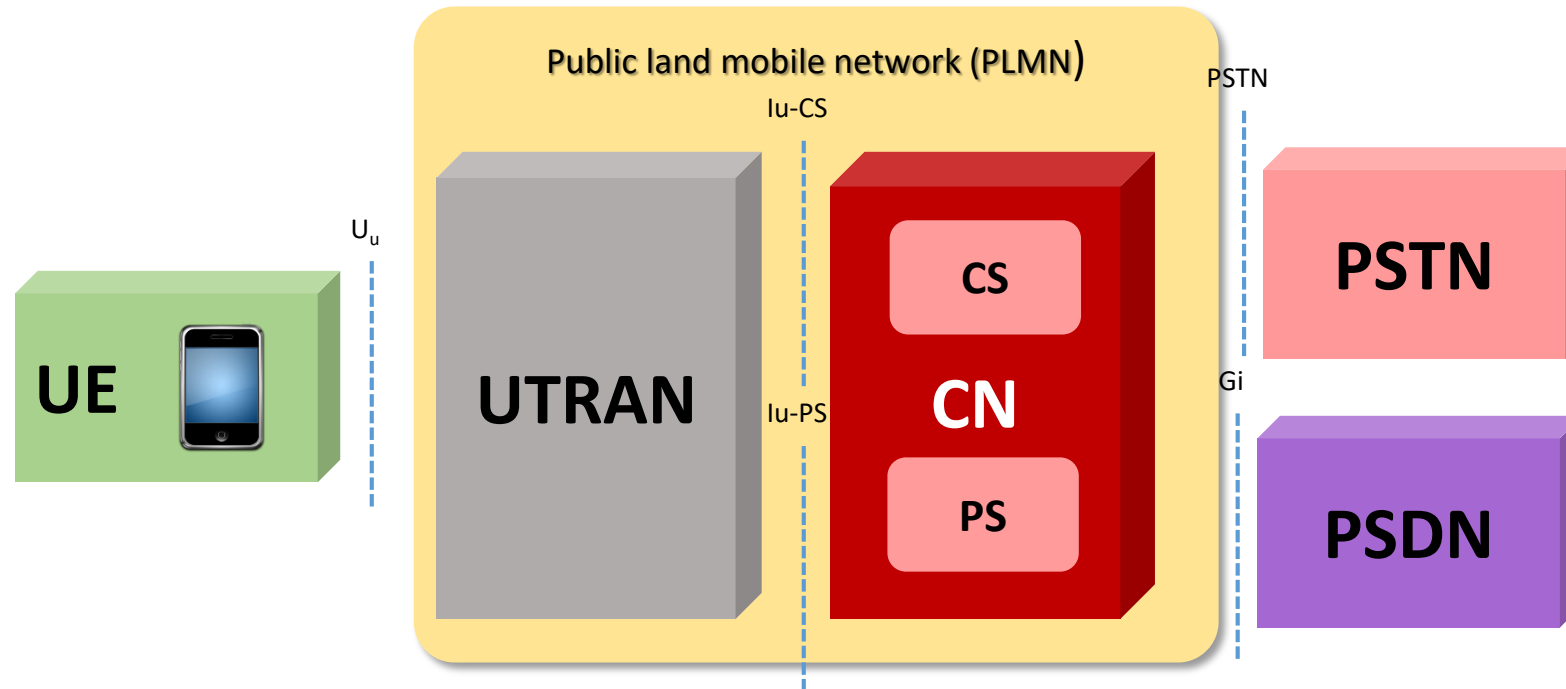 Public land mobile network (PLMN)
PSTN
Iu-CS
Uu
UE
UTRAN
Iu-PS
CS
CN
PS
PSTN
Gi
PSDN